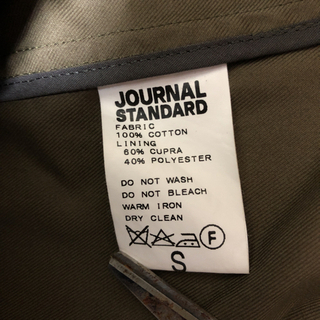 JOURNAL
STANDARD
FABRIC
100% COTTON
LINING
60% CUPRA
40% POLYESTER
DO NOT WASH
DO NOT BLEACH
WARM IRON
DRY CLEAN
F
S